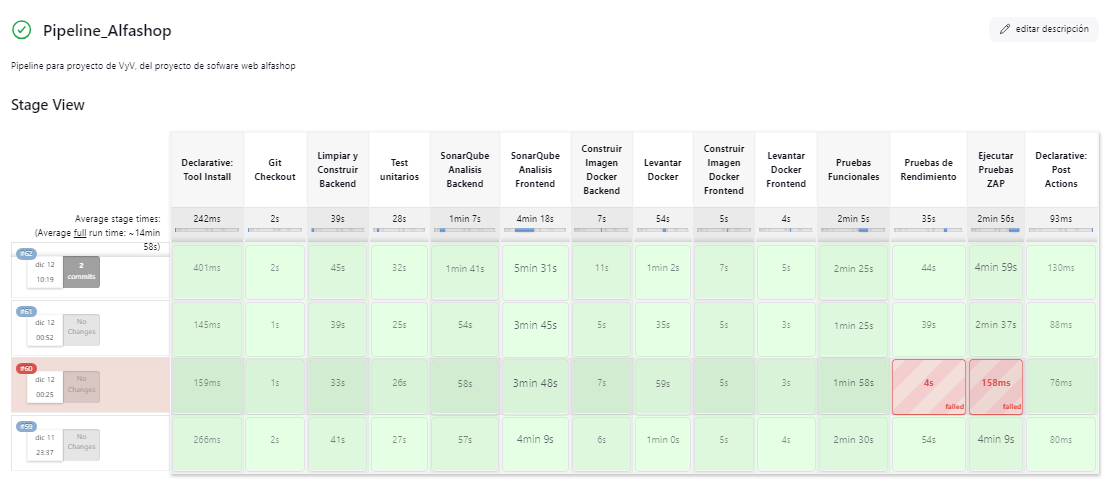 Pipeline_Alfashop
editar descripción
Pipeline para proyecto de VyV, del proyecto de sofware web alfashop
Stage View
Declarative: Tool Install
Git Checkout
Limpiar y Construir Backend
Test unitarios
SonarQube Analisis Backend
SonarQube Analisis Frontend
Construir Imagen Docker Backend
Levantar Docker
Construir Imagen Docker Frontend
Levantar Docker Frontend
Pruebas Funcionales
Pruebas de Rendimiento
Ejecutar Pruebas ZAP
Declarative: Post Actions
Average stage times:
(Average full run time: ~14min
58s)
242ms 2s 39s 28s 1min 7s 4min 18s 7s 54s 5s 4s 2min 5s 35s 2min 56s 93ms
#62
dic 12
10:19
2
commits
401ms 2s 45s 32s 1min 41s 5min 31s 11s 1min 2s 7s 5s 2min 25s 44s 4min 59s 130ms
#61
dic 12
00:52
No
Changes
145ms 1s 39s 25s 54s 3min 45s 5s 35s 5s 3s 1min 25s 39s 2min 37s 88ms
#60
dic 12
00:25
No
Changes
159ms 1s 33s 26s 58s 3min 48s 7s 59s 5s 3s 1min 58s 4s 158ms 76ms
failed failed
#59
dic 11
23:37
No
Changes
266ms 2s 41s 27s 57s 4min 9s 6s 1min 0s 5s 4s 2min 30s 54s 4min 9s 80ms